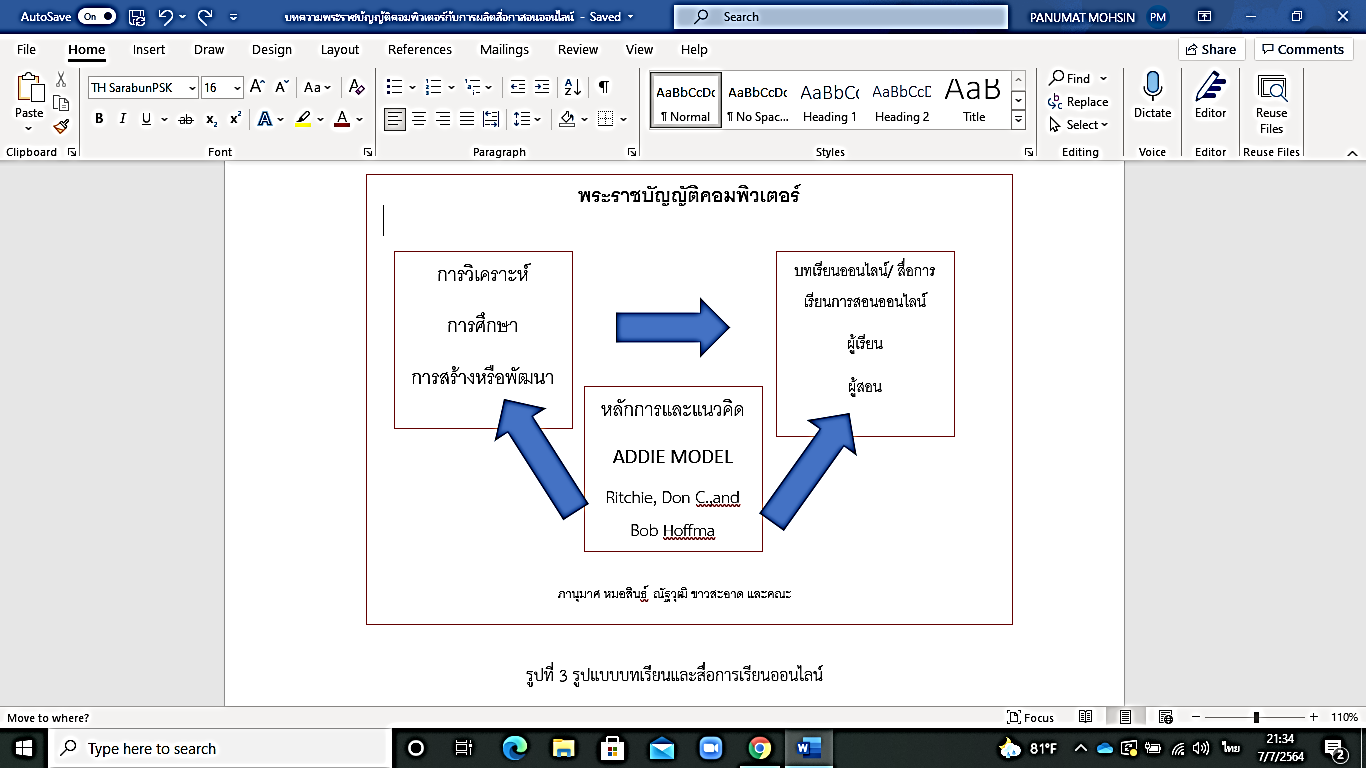 AutoSave On
บทความพระราชบัญญัติคอมพิวเตอร์กับการผลิตสื่อกาสอนออนไลน์ - Saved
Search
PANUMAT MOHSIN PM
File Home Insert Draw Design Layout References Mailings Review View Help
Share Comments
TH SarabunPSK 16
Paste
Clipboard
Font
Paragraph
AaBbCcDc AaBbCcDc AaBbCc AaBbCcD AaB
¶ Normal ¶ No Spac... Heading 1 Heading 2 Title
Styles
Find
Replace
Select
Editing
Dictate
Voice
Editor
Editor
Reuse
Files
Reuse Files
พระราชบัญญัติคอมพิวเตอร์
การวิเคราะห์
การศึกษา
การสร้างหรือพัฒนา
บทเรียนออนไลน์/ สื่อการ
เรียนการสอนออนไลน์
ผู้เรียน
ผู้สอน
หลักการและแนวคิด
ADDIE MODEL
Ritchie, Don C.,and
Bob Hoffma
ภานุมาศ หมอสินธ์ ณัฐวุฒิ ขาวสะอาด และคณะ
รูปที่ 3 รูปแบบบทเรียนและสื่อการเรียนออนไลน์
Move to where?
Focus
110%
Type here to search
81°F
ไทย
21:34
7/7/2564
2